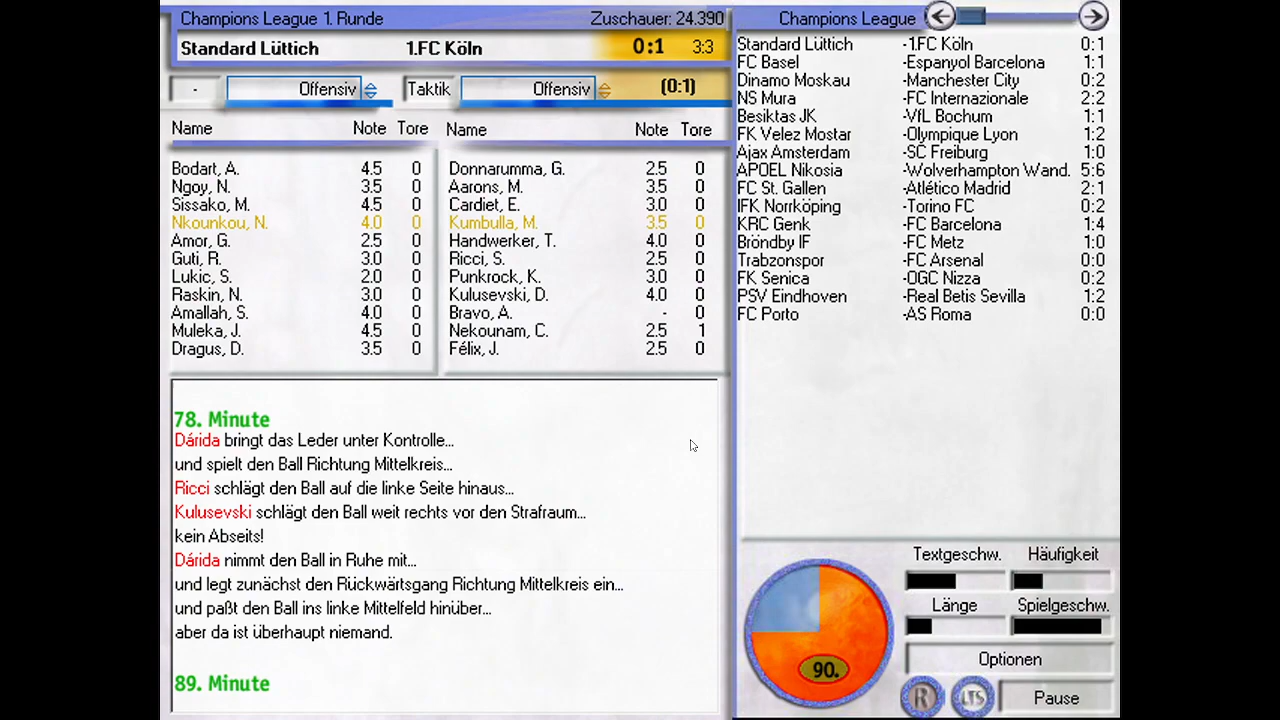 Champions League 1. Runde Zuschauer: 24.390
Standard Lüttich 1.FC Köln 0:1 3:3
- Offensiv Taktik Offensiv (0:1)
Name Note Tore Name Note Tore
Bodart, A. 4.5 0 Donnarumma, G. 2.5 0
Ngoy, N. 3.5 0 Aarons, M. 3.5 0
Sissako, M. 4.5 0 Cardiet, E. 3.0 0
Nkounkou, N. 4.0 0 Kumbulla, M. 3.5 0
Amor, G. 2.5 0 Handwerker, T. 4.0 0
Guti, R. 3.0 0 Ricci, S. 2.5 0
Lukic, S. 2.0 0 Punkrock, K. 3.0 0
Raskin, N. 3.0 0 Kulusevski, D. 4.0 0
Amallah, S. 4.0 0 Bravo, A. - 0
Muleka, J. 4.5 0 Nekounam, C. 2.5 1
Dragus, D. 3.5 0 Félix, J. 2.5 0
78. Minute
Dárida bringt das Leder unter Kontrolle...
und spielt den Ball Richtung Mittelkreis...
Ricci schlägt den Ball auf die linke Seite hinaus...
Kulusevski schlägt den Ball weit rechts vor den Strafraum...
kein Abseits!
Dárida nimmt den Ball in Ruhe mit...
und legt zunächst den Rückwärtsgang Richtung Mittelkreis ein...
und paßt den Ball ins linke Mittelfeld hinüber...
aber da ist überhaupt niemand.
89. Minute
Champions League
Standard Lüttich -1.FC Köln 0:1
FC Basel -Espanyol Barcelona 1:1
Dinamo Moskau -Manchester City 0:2
NS Mura -FC Internazionale 2:2
Besiktas JK -VfL Bochum 1:1
FK Velez Mostar -Olympique Lyon 1:2
Ajax Amsterdam -SC Freiburg 1:0
APOEL Nikosia -Wolverhampton Wand. 5:6
FC St. Gallen -Atlético Madrid 2:1
IFK Norrköping -Torino FC 0:2
KRC Genk -FC Barcelona 1:4
Bröndby IF -FC Metz 1:0
Trabzonspor -FC Arsenal 0:0
FK Senica -OGC Nizza 0:2
PSV Eindhoven -Real Betis Sevilla 1:2
FC Porto -AS Roma 0:0
Textgeschw. Häufigkeit
Länge Spielgeschw.
90.
Optionen
R LTS Pause